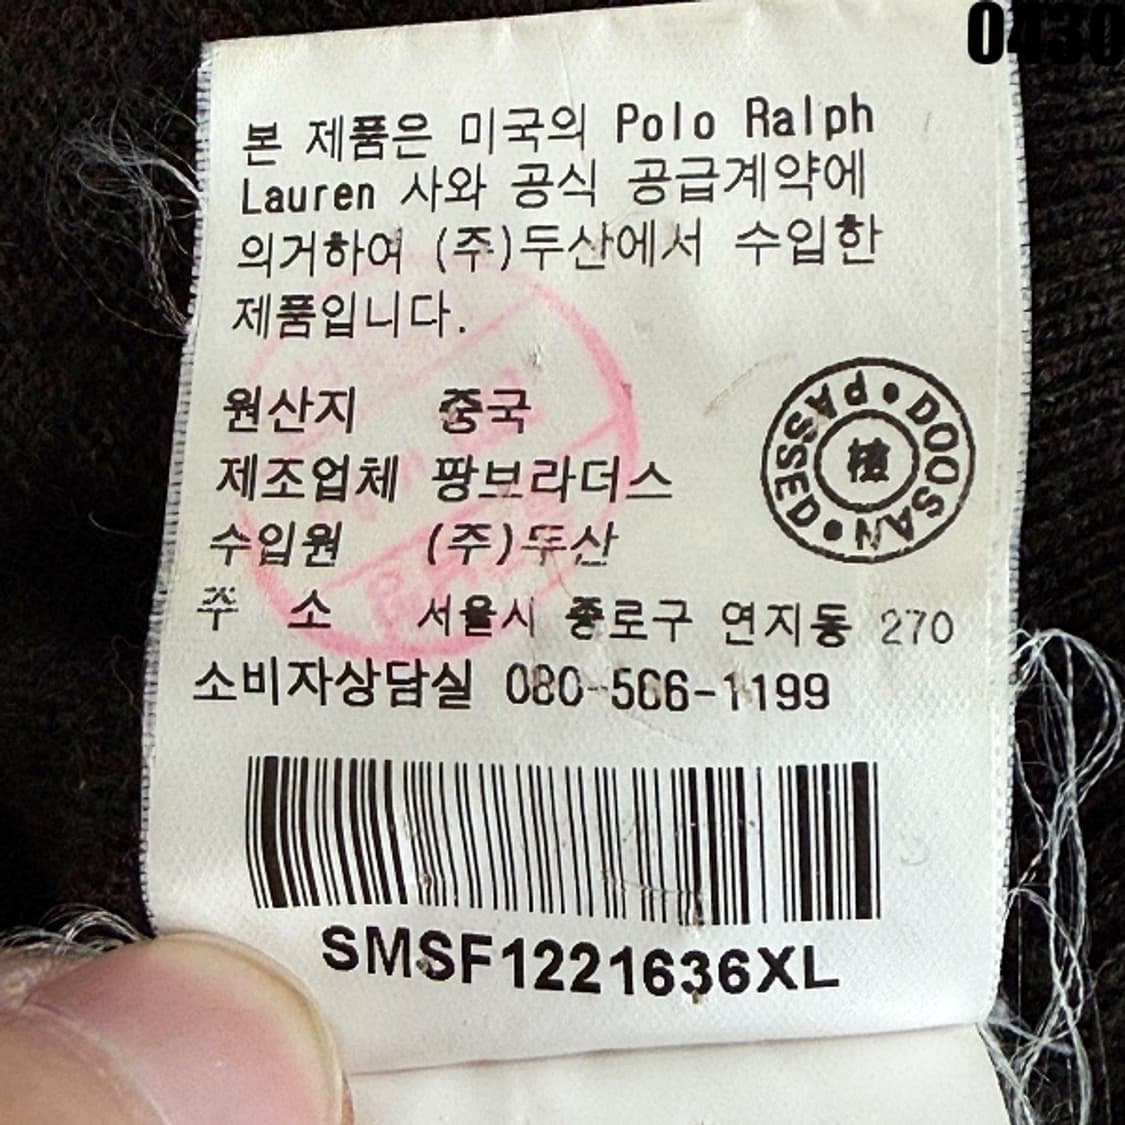 0430
본 제품은 미국의 Polo Ralph
Lauren 사와 공식 공급계약에
의거하여 (주)두산에서 수입한
제품입니다.
원산지 중국
제조업체 팡브라더스
수입원 (주)두산
주 소 서울시 종로구 연지동 270
소비자상담실 080-566-1199
DOOSAN • PASSED •
檢
SMSF1221636XL